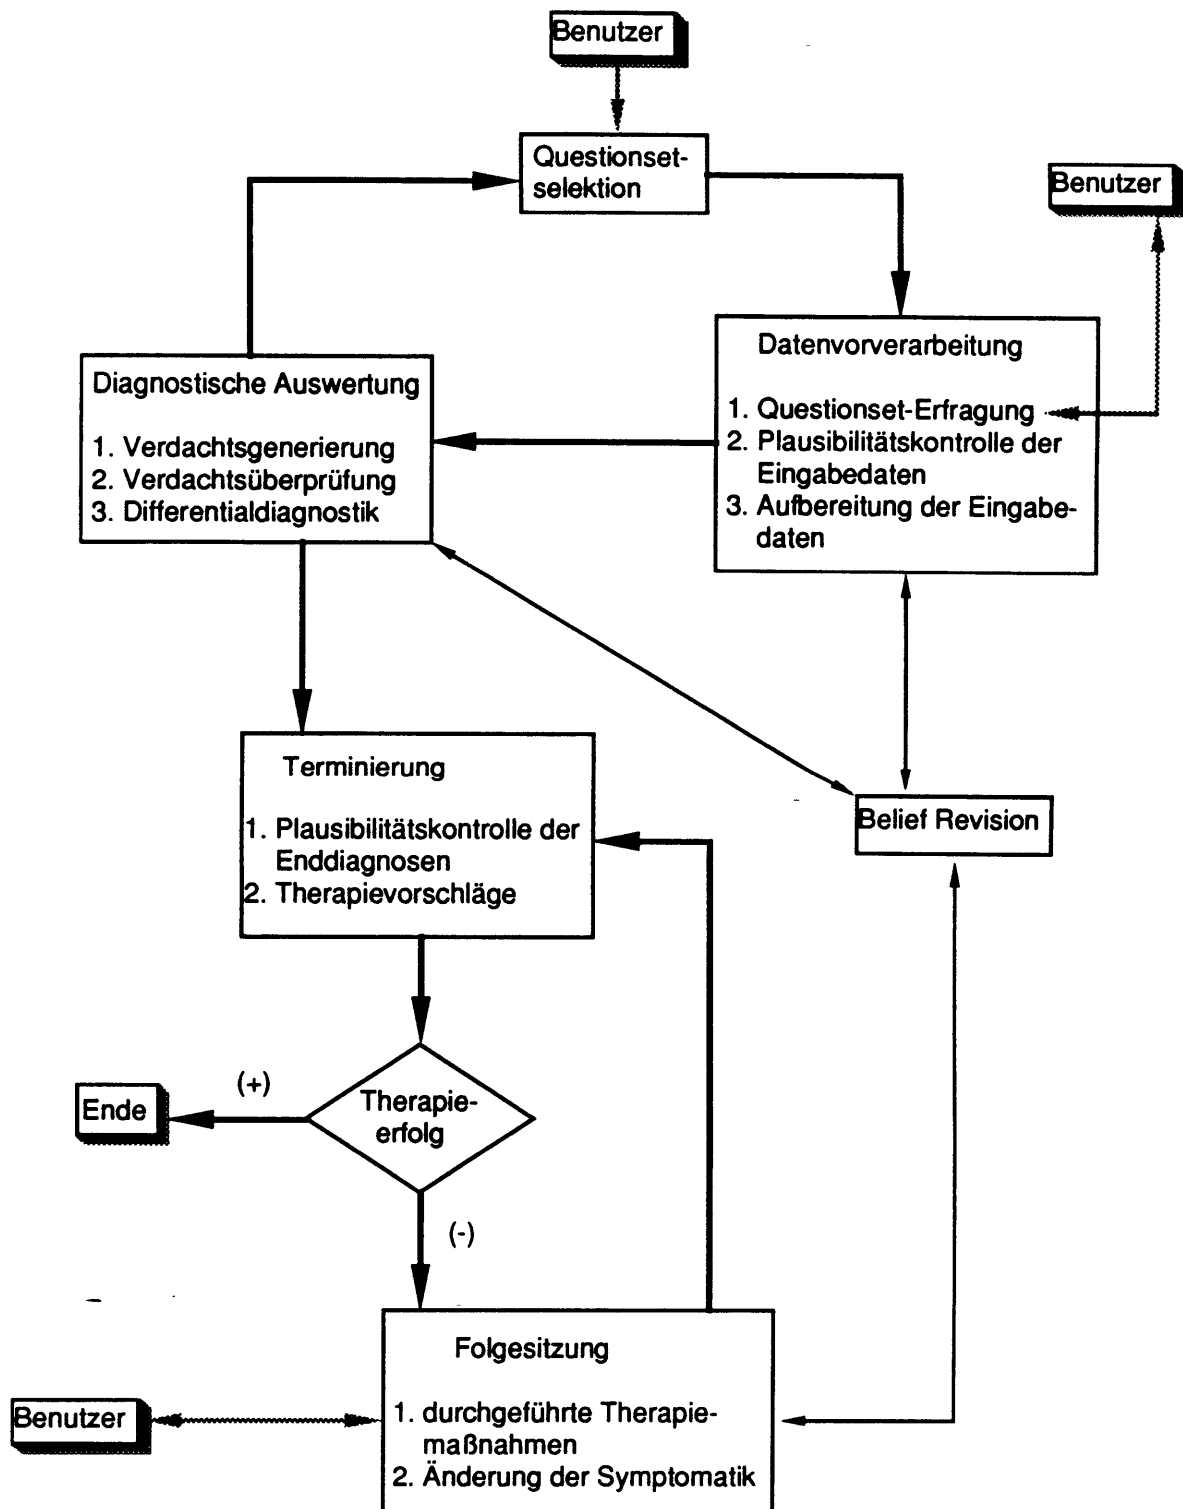 Benutzer
Questionset-
selektion
Benutzer
Datenvorverarbeitung
1. Questionset-Erfragung
2. Plausibilitätskontrolle der
Eingabedaten
3. Aufbereitung der Eingabe-
daten
Diagnostische Auswertung
1. Verdachtsgenerierung
2. Verdachtsüberprüfung
3. Differentialdiagnostik
Terminierung
1. Plausibilitätskontrolle der
Enddiagnosen
2. Therapievorschläge
Belief Revision
(+)
Ende
Therapie-
erfolg
(-)
Folgesitzung
1. durchgeführte Therapie-
maßnahmen
2. Änderung der Symptomatik
Benutzer